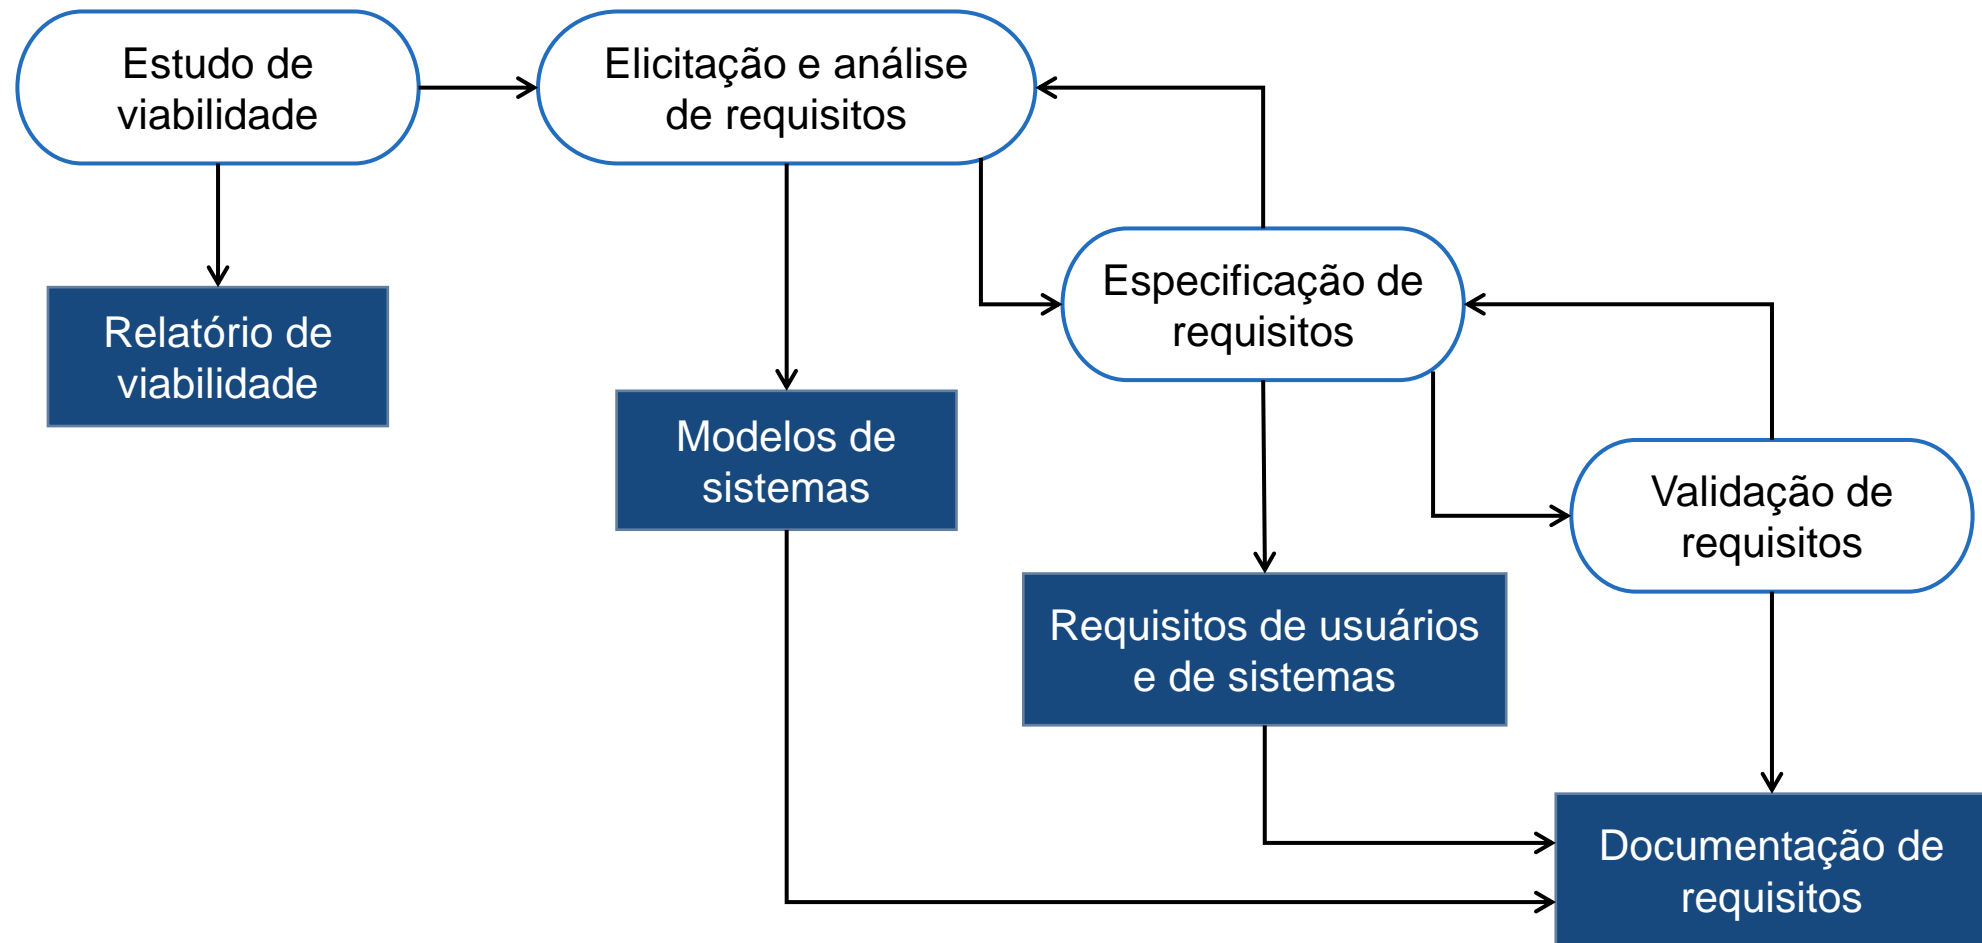 Estudo de
viabilidade
Elicitação e análise
de requisitos
Especificação de
requisitos
Relatório de
viabilidade
Modelos de
sistemas
Validação de
requisitos
Requisitos de usuários
e de sistemas
Documentação de
requisitos